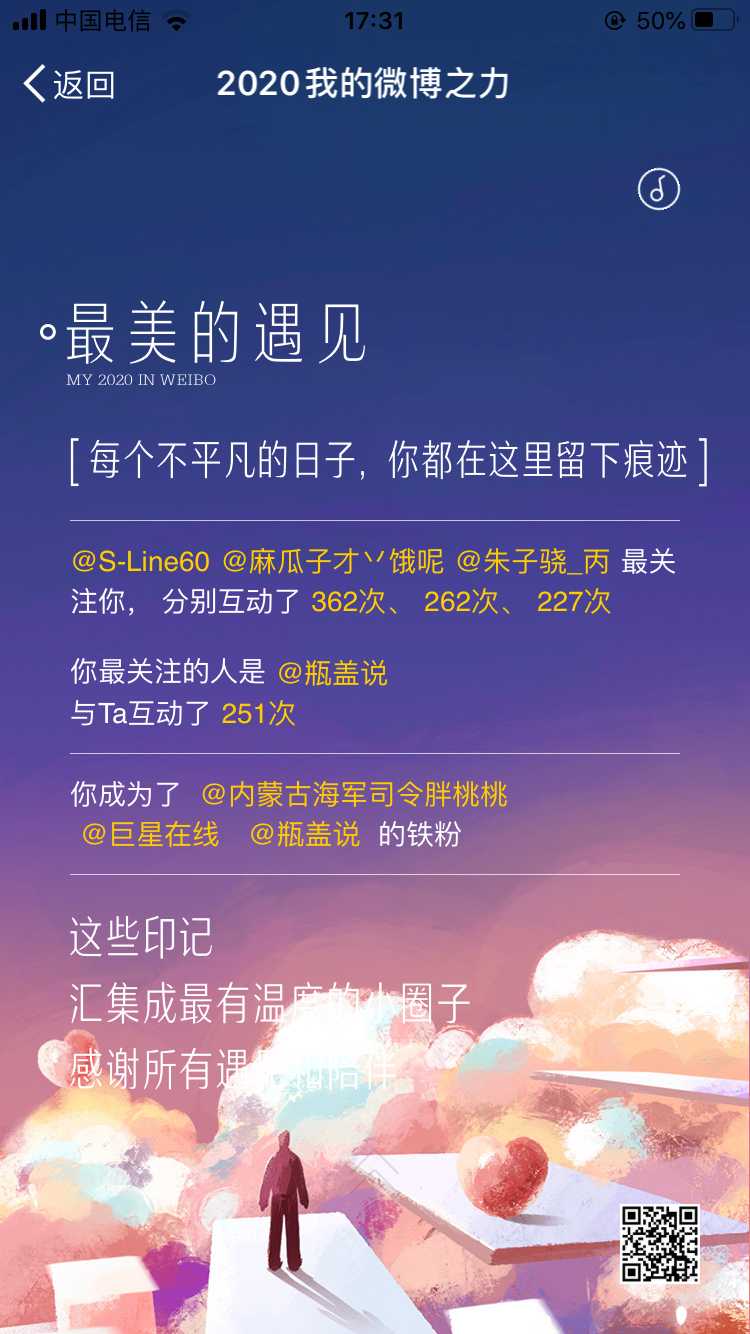 中国电信
17:31
50%
返回
2020我的微博之力
最美的遇见
MY 2020 IN WEIBO
[ 每个不平凡的日子，你都在这里留下痕迹 ]
@S-Line60 @麻瓜子才丷饿呢 @朱子骁_丙 最关
注你， 分别互动了 362次、 262次、 227次
你最关注的人是 @瓶盖说
与Ta互动了 251次
你成为了 @内蒙古海军司令胖桃桃
@巨星在线 @瓶盖说 的铁粉
这些印记
汇集成最有温度的小圈子
感谢所有遇见和陪伴